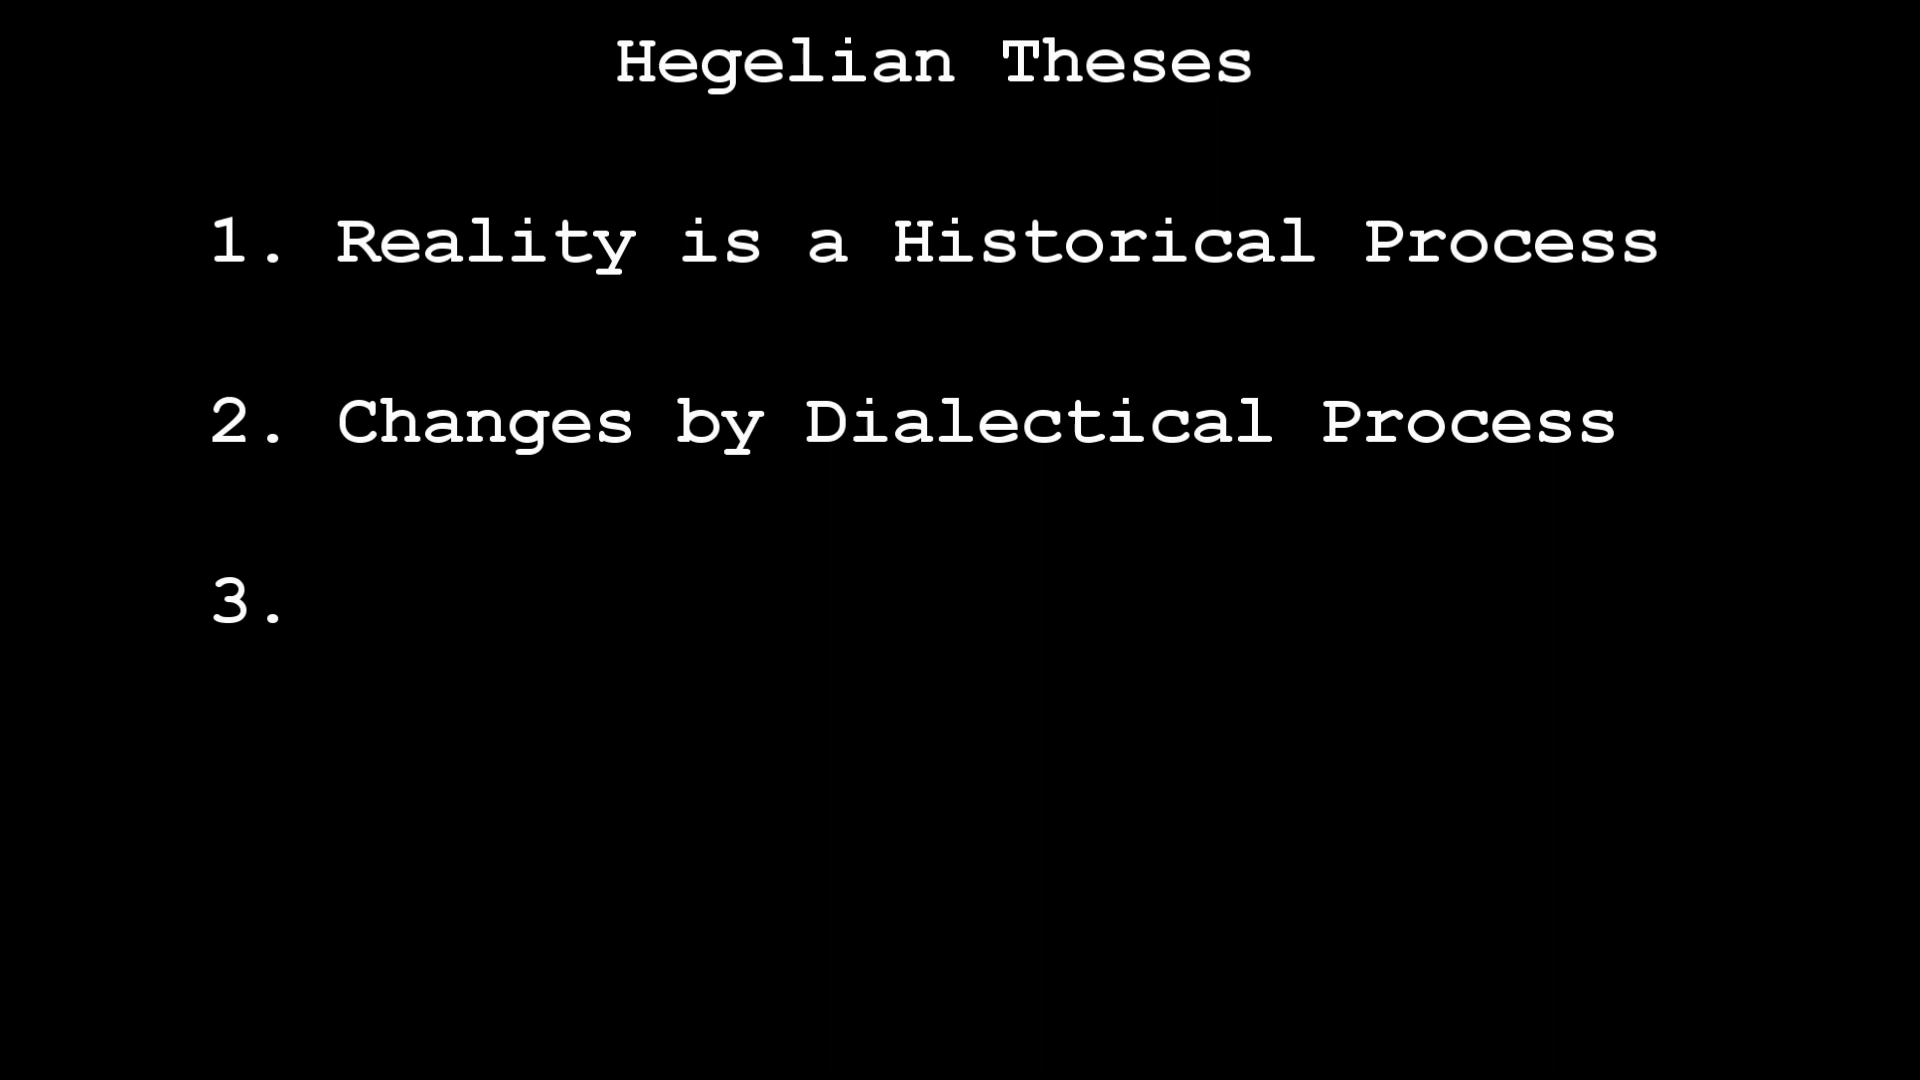 Hegelian Theses
1. Reality is a Historical Process
2. Changes by Dialectical Process
3.